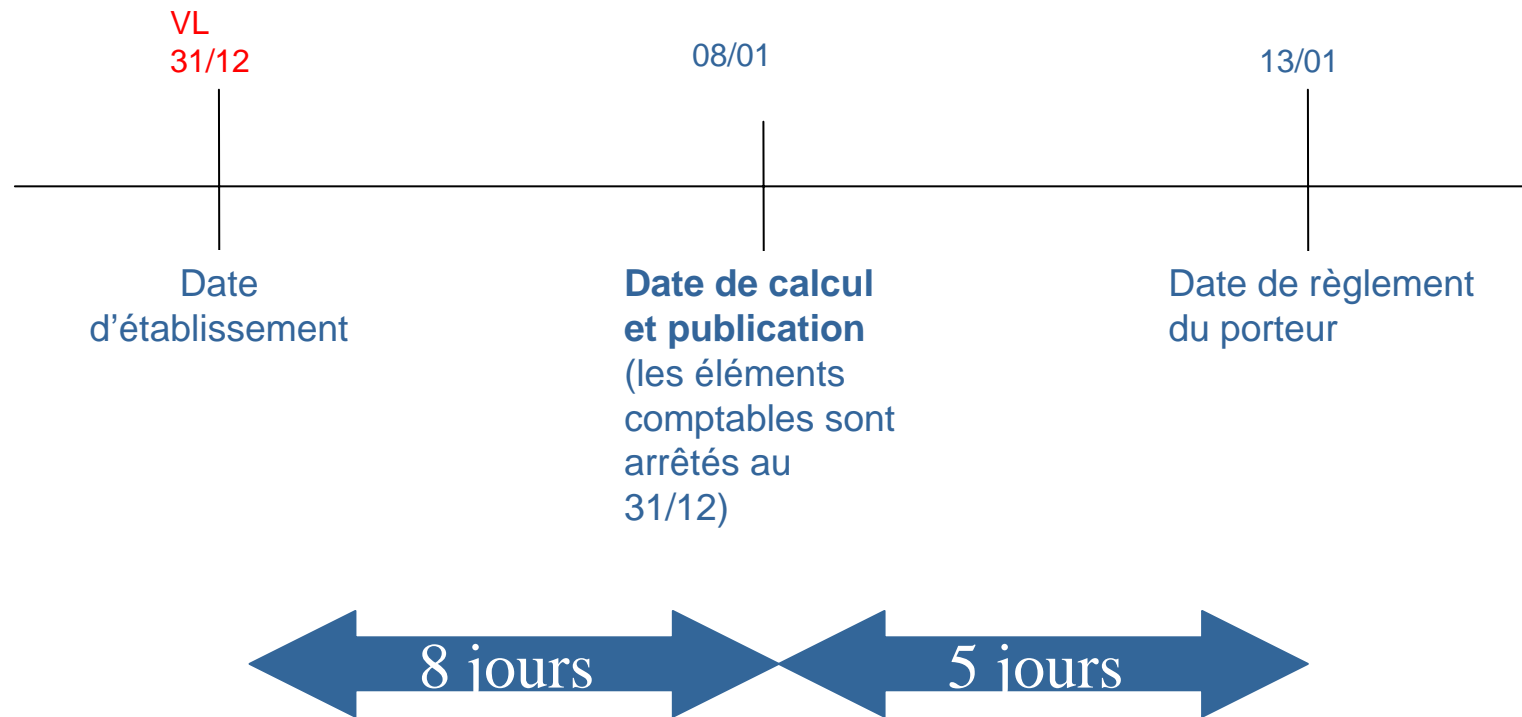 VL
31/12
08/01
13/01
Date
d’établissement
Date de calcul
et publication
(les éléments
comptables sont
arrêtés au
31/12)
Date de règlement
du porteur
8 jours
5 jours